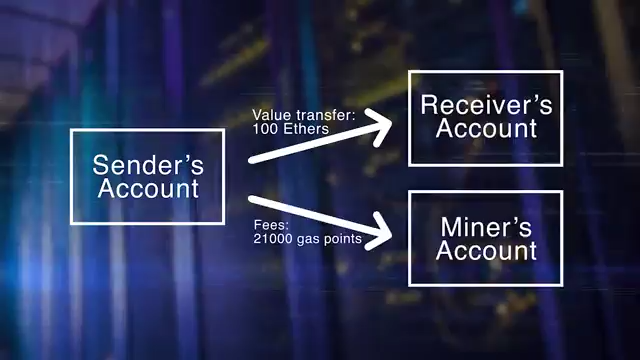 Sender's
Account
Value transfer:
100 Ethers
Receiver's
Account
Fees:
21000 gas points
Miner's
Account